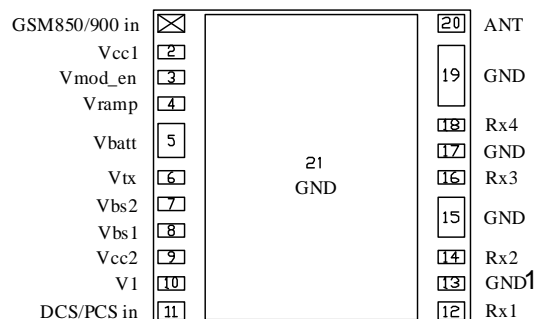 GSM850/900 in 20 ANT
Vcc1 2
Vmod_en 3 19 GND
Vramp 4
18 Rx4
Vbatt 5 17 GND
21
GND
Vtx 6 16 Rx3
Vbs2 7
15 GND
Vbs1 8
Vcc2 9 14 Rx2
V1 10 13 GND1
DCS/PCS in 11 12 Rx1